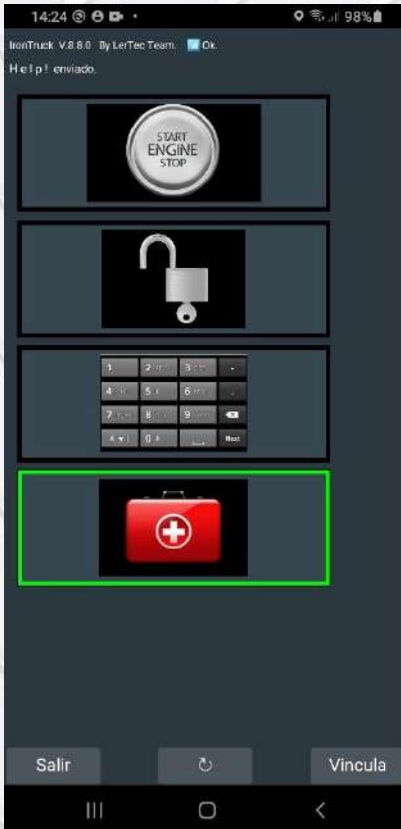 14:24 98%
IronTruck V.8.8.0 By LerTec Team. Ok.
Help! enviado.
START
ENGINE
STOP
1 2 3 -
4 5 6
7 8 9
0 + Next
Salir ↻ Vincula